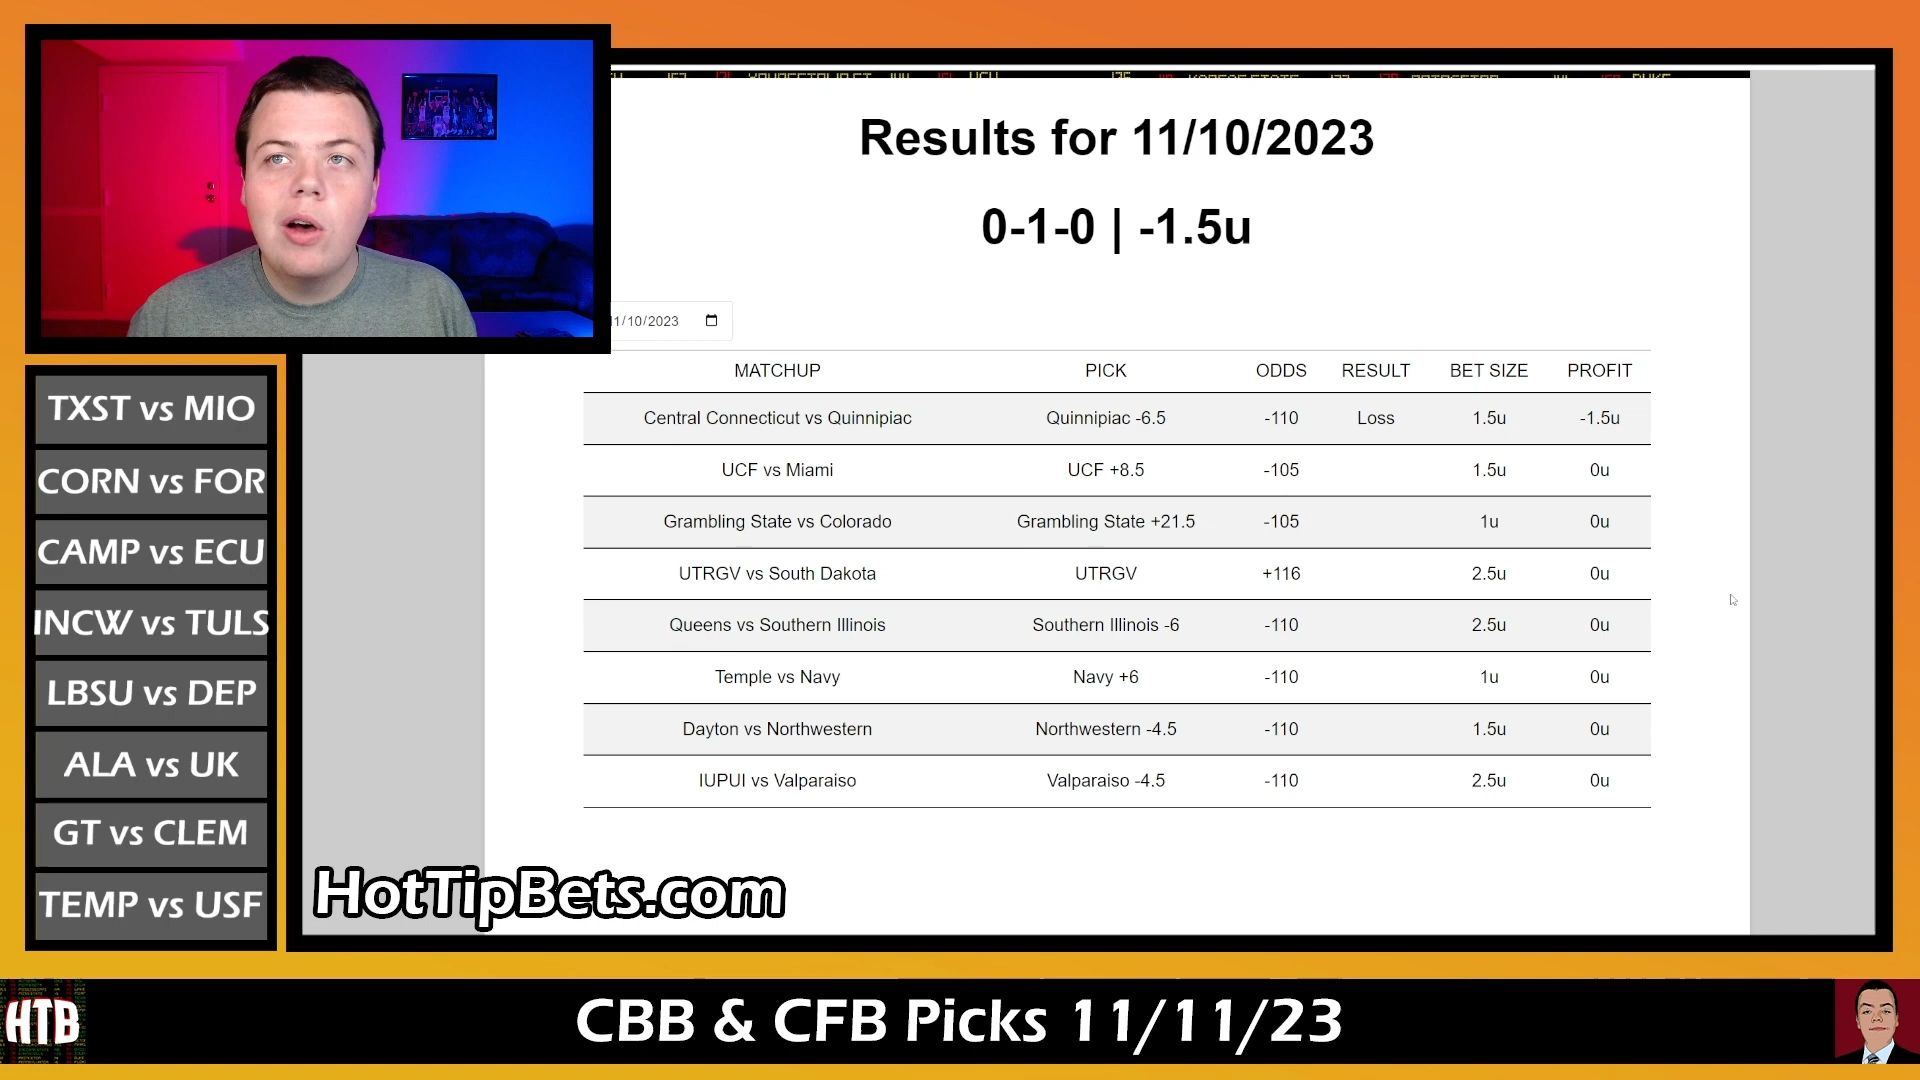 Results for 11/10/2023
0-1-0 | -1.5u
11/10/2023
MATCHUP PICK ODDS RESULT BET SIZE PROFIT
Central Connecticut vs Quinnipiac Quinnipiac -6.5 -110 Loss 1.5u -1.5u
UCF vs Miami UCF +8.5 -105 1.5u 0u
Grambling State vs Colorado Grambling State +21.5 -105 1u 0u
UTRGV vs South Dakota UTRGV +116 2.5u 0u
Queens vs Southern Illinois Southern Illinois -6 -110 2.5u 0u
Temple vs Navy Navy +6 -110 1u 0u
Dayton vs Northwestern Northwestern -4.5 -110 1.5u 0u
IUPUI vs Valparaiso Valparaiso -4.5 -110 2.5u 0u
TXST vs MIO
CORN vs FOR
CAMP vs ECU
INCW vs TULS
LBSU vs DEP
ALA vs UK
GT vs CLEM
TEMP vs USF
HotTipBets.com
HTB
CBB & CFB Picks 11/11/23